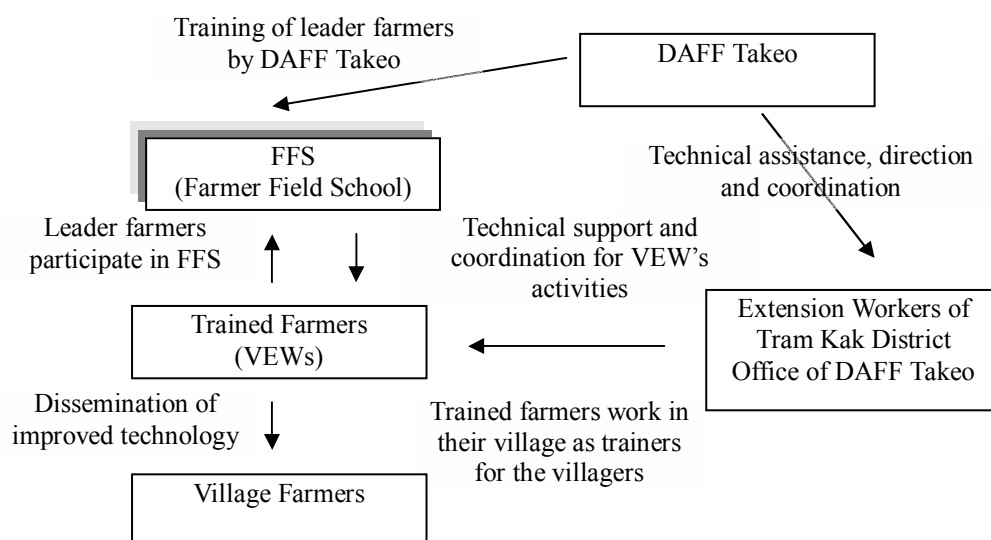 Training of leader farmers
by DAFF Takeo
DAFF Takeo
FFS
(Farmer Field School)
Technical assistance, direction
and coordination
Leader farmers
participate in FFS
Technical support and
coordination for VEW's
activities
Trained Farmers
(VEWs)
Extension Workers of
Tram Kak District
Office of DAFF Takeo
Dissemination of
improved technology
Trained farmers work in
their village as trainers
for the villagers
Village Farmers